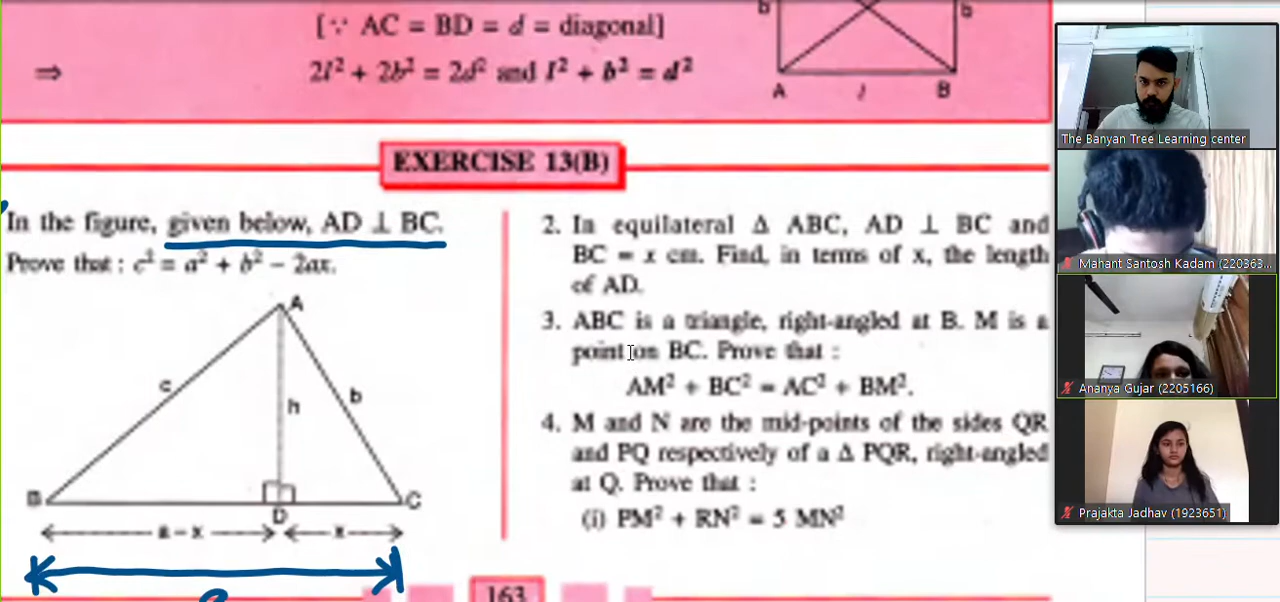 [∵ AC = BD = d = diagonal]
⇒ 2l² + 2b² = 2d² and l² + b² = d²
b b
A l B
EXERCISE 13(B)
In the figure, given below, AD ⊥ BC.
Prove that : c² = a² + b² – 2ax.
A
c
b
h
B
D
C
a – x
x
2. In equilateral Δ ABC, AD ⊥ BC and
BC = x cm. Find, in terms of x, the length
of AD.
3. ABC is a triangle, right-angled at B. M is a
point on BC. Prove that :
AM² + BC² = AC² + BM².
4. M and N are the mid-points of the sides QR
and PQ respectively of a Δ PQR, right-angled
at Q. Prove that :
(i) PM² + RN² = 5 MN²
163
The Banyan Tree Learning center
Mahant Santosh Kadam (220363...
Ananya Gujar (2205166)
Prajakta Jadhav (1923651)